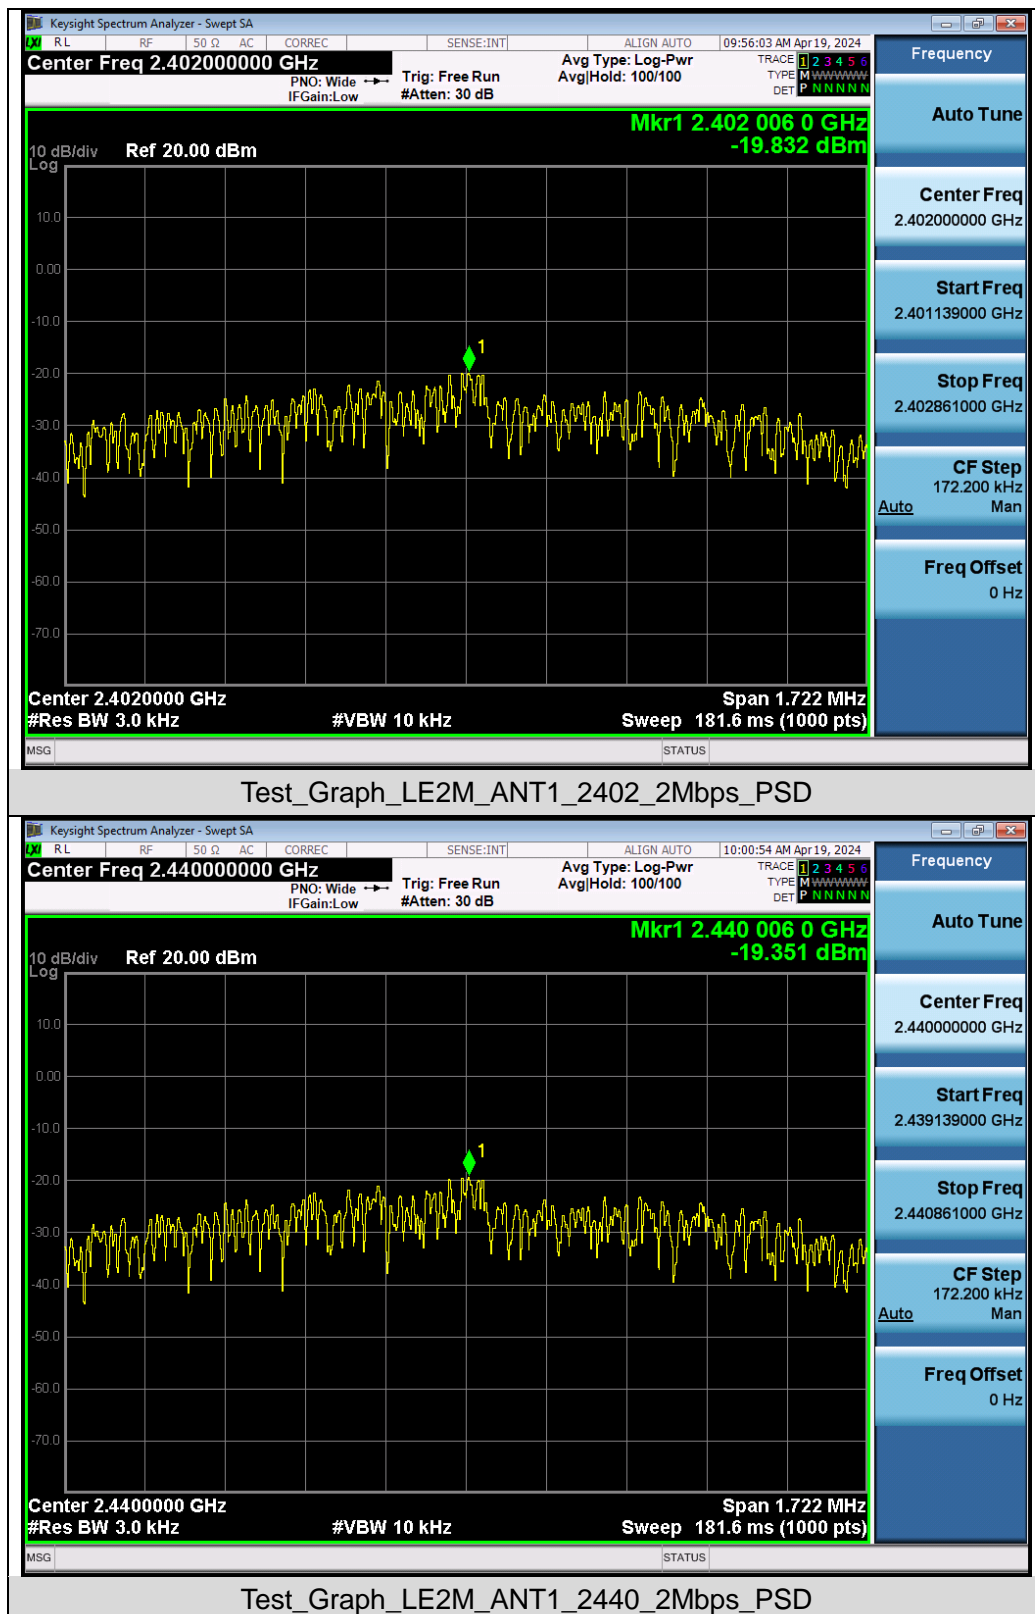 Keysight Spectrum Analyzer - Swept SA
LXI RL RF 50 Ω AC CORREC SENSE:INT ALIGN AUTO 09:56:03 AM Apr 19, 2024
Center Freq 2.402000000 GHz
PNO: Wide
IFGain:Low
Trig: Free Run
#Atten: 30 dB
Avg Type: Log-Pwr
Avg|Hold: 100/100
TRACE 1 2 3 4 5 6
TYPE M W W W W W
DET P N N N N N
Frequency
Auto Tune
Center Freq
2.402000000 GHz
Start Freq
2.401139000 GHz
Stop Freq
2.402861000 GHz
CF Step
172.200 kHz
Auto Man
Freq Offset
0 Hz
Mkr1 2.402 006 0 GHz
-19.832 dBm
10 dB/div Ref 20.00 dBm
Log
10.0
0.00
-10.0
1
-20.0
-30.0
-40.0
-50.0
-60.0
-70.0
Center 2.4020000 GHz Span 1.722 MHz
#Res BW 3.0 kHz #VBW 10 kHz Sweep 181.6 ms (1000 pts)
MSG STATUS
Test_Graph_LE2M_ANT1_2402_2Mbps_PSD
Keysight Spectrum Analyzer - Swept SA
LXI RL RF 50 Ω AC CORREC SENSE:INT ALIGN AUTO 10:00:54 AM Apr 19, 2024
Center Freq 2.440000000 GHz
PNO: Wide
IFGain:Low
Trig: Free Run
#Atten: 30 dB
Avg Type: Log-Pwr
Avg|Hold: 100/100
TRACE 1 2 3 4 5 6
TYPE M W W W W W
DET P N N N N N
Frequency
Auto Tune
Center Freq
2.440000000 GHz
Start Freq
2.439139000 GHz
Stop Freq
2.440861000 GHz
CF Step
172.200 kHz
Auto Man
Freq Offset
0 Hz
Mkr1 2.440 006 0 GHz
-19.351 dBm
10 dB/div Ref 20.00 dBm
Log
10.0
0.00
-10.0
1
-20.0
-30.0
-40.0
-50.0
-60.0
-70.0
Center 2.4400000 GHz Span 1.722 MHz
#Res BW 3.0 kHz #VBW 10 kHz Sweep 181.6 ms (1000 pts)
MSG STATUS
Test_Graph_LE2M_ANT1_2440_2Mbps_PSD